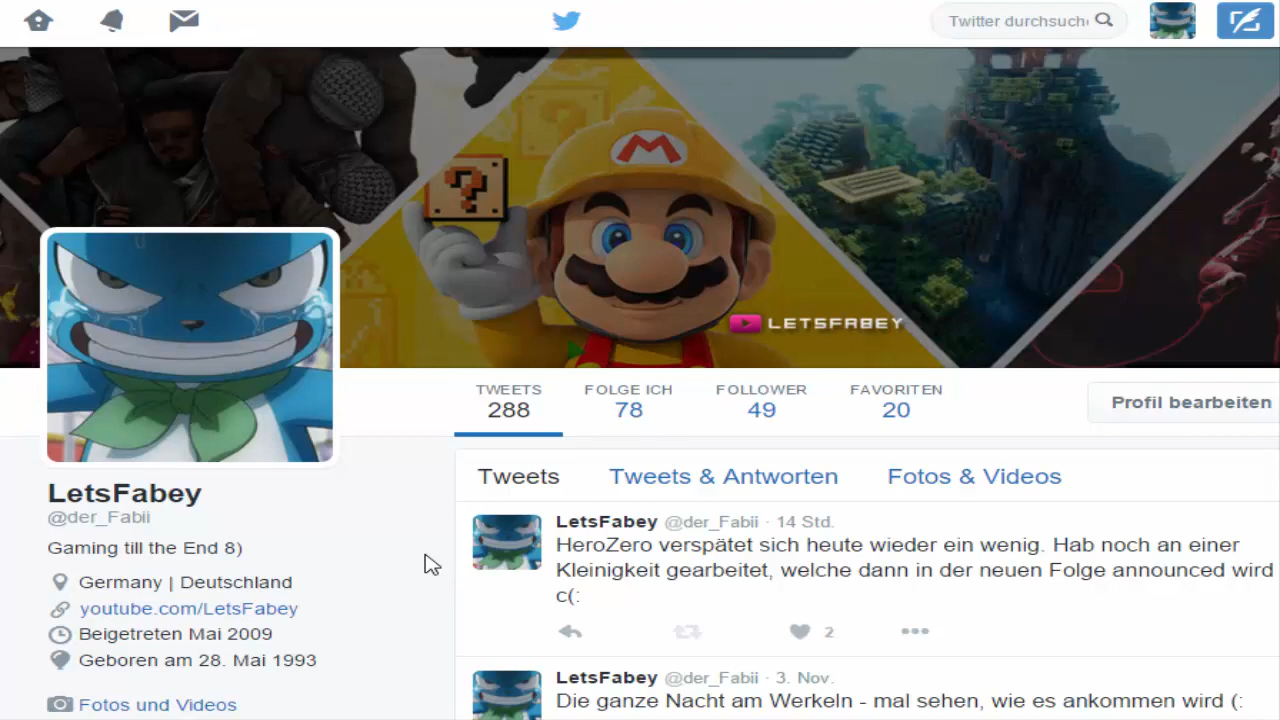 Twitter durchsuch
M
?
LETSFABEY
TWEETS
288
FOLGE ICH
78
FOLLOWER
49
FAVORITEN
20
Profil bearbeiten
LetsFabey
@der_Fabii
Gaming till the End 8)
Germany | Deutschland
youtube.com/LetsFabey
Beigetreten Mai 2009
Geboren am 28. Mai 1993
Fotos und Videos
Tweets
Tweets & Antworten
Fotos & Videos
LetsFabey @der_Fabii · 14 Std.
HeroZero verspätet sich heute wieder ein wenig. Hab noch an einer
Kleinigkeit gearbeitet, welche dann in der neuen Folge announced wird
c(:
2
LetsFabey @der_Fabii · 3. Nov.
Die ganze Nacht am Werkeln - mal sehen, wie es ankommen wird (: